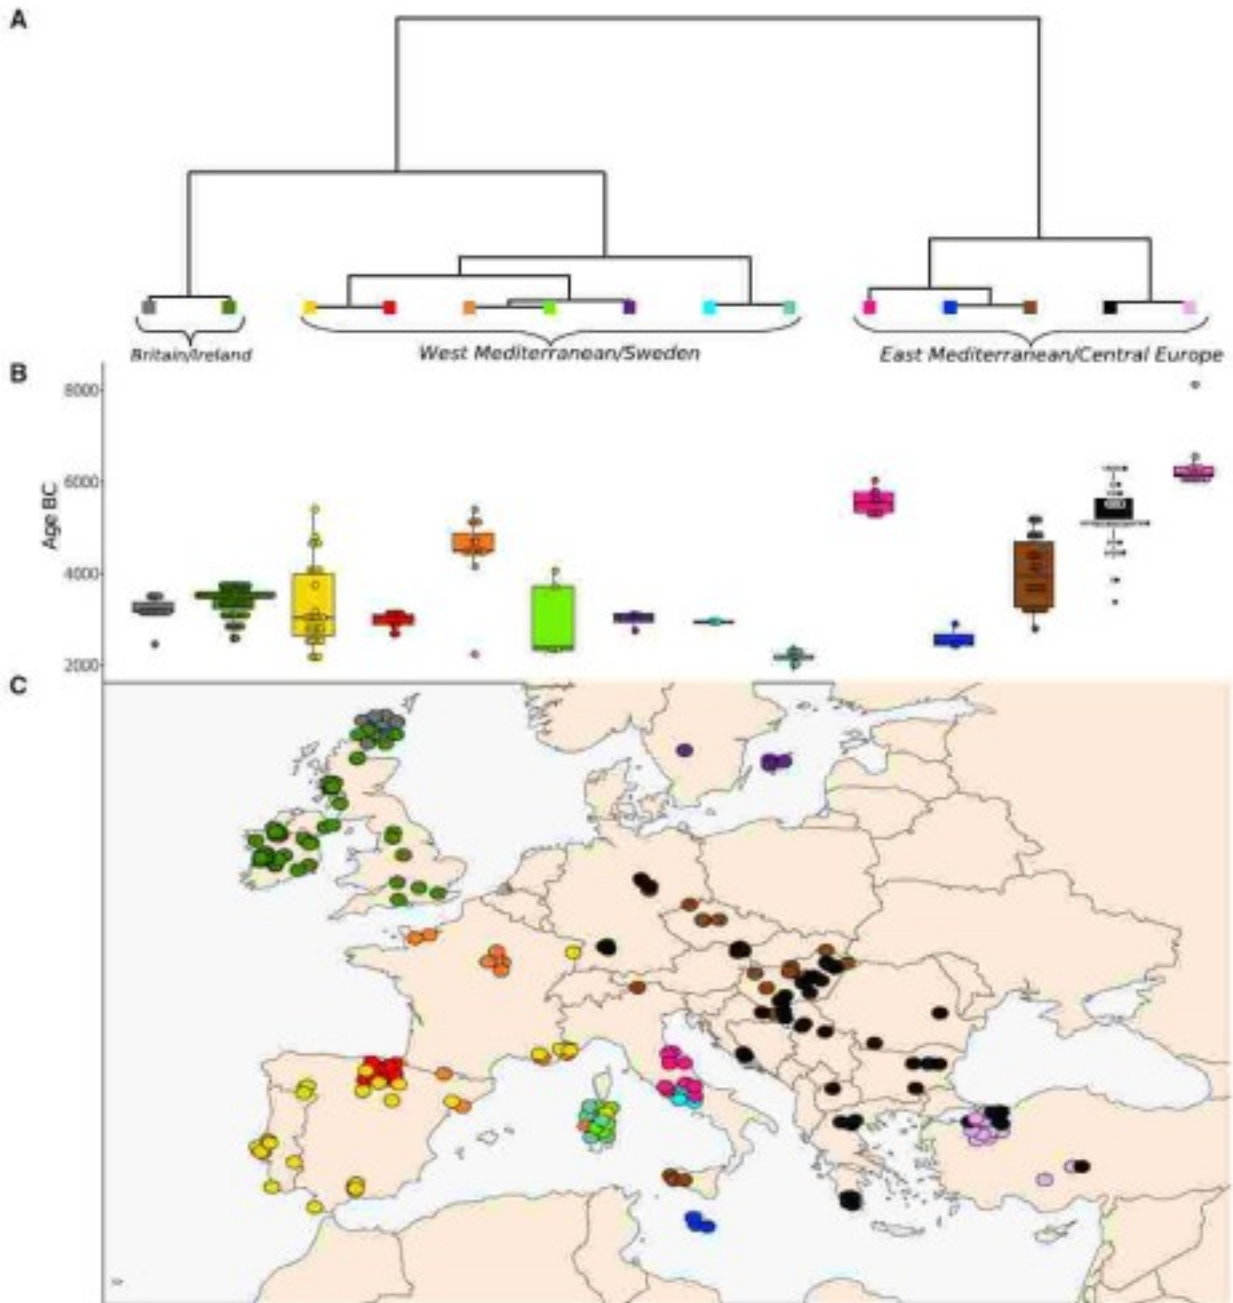 A
Britain/Ireland
West Mediterranean/Sweden
East Mediterranean/Central Europe
B
8000
6000
4000
2000
Age BC
C